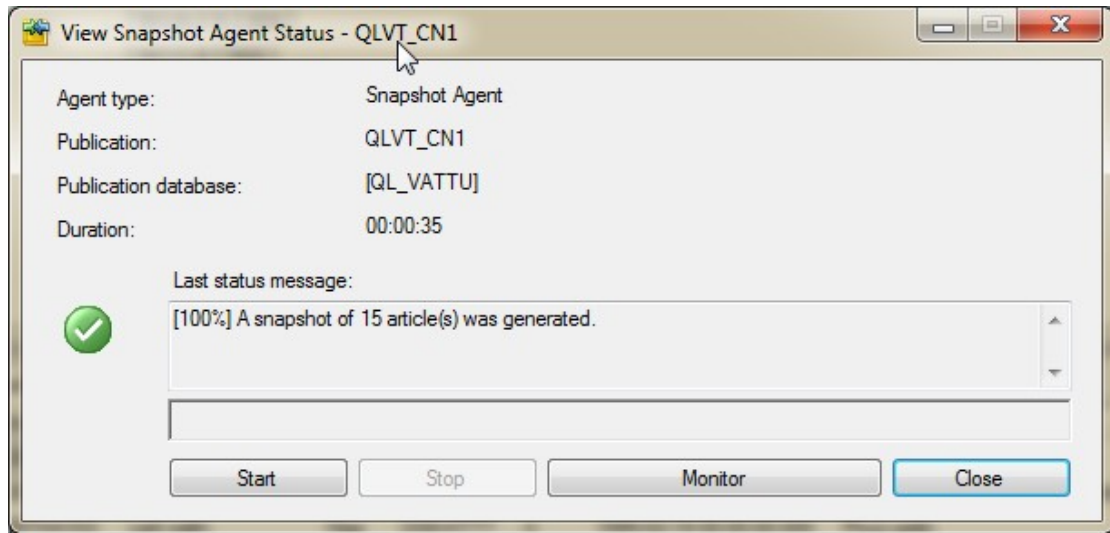 View Snapshot Agent Status - QLVT_CN1
Agent type: Snapshot Agent
Publication: QLVT_CN1
Publication database: [QL_VATTU]
Duration: 00:00:35
Last status message:
[100%] A snapshot of 15 article(s) was generated.
Start Stop Monitor Close